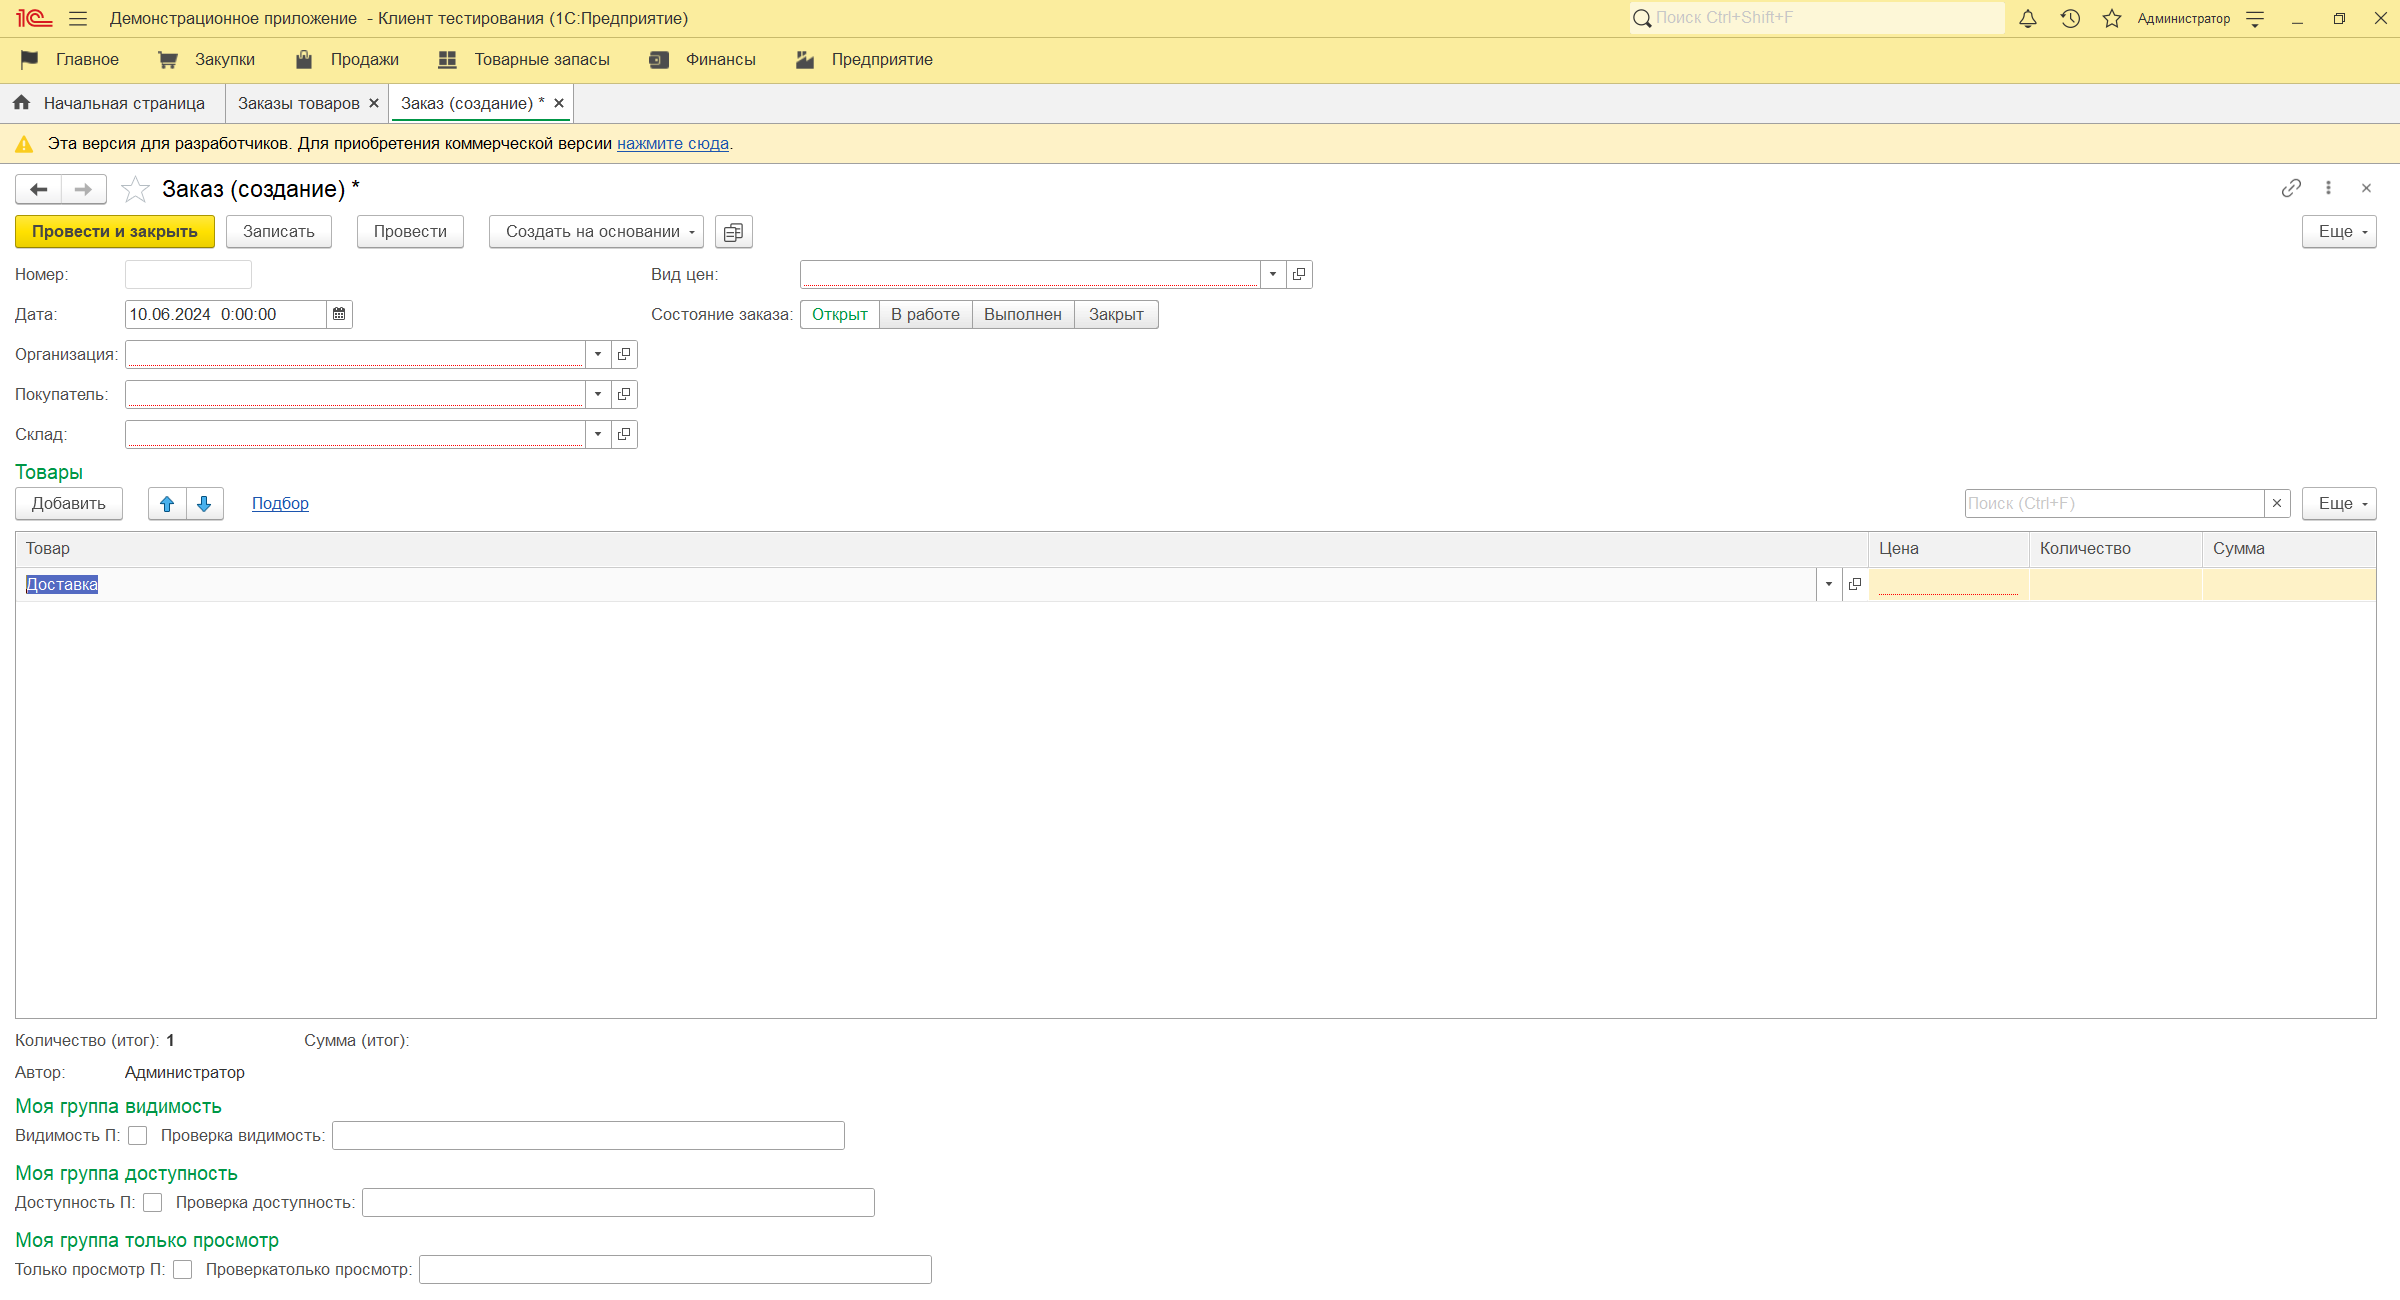 1С Демонстрационное приложение - Клиент тестирования (1С:Предприятие) Поиск Ctrl+Shift+F Администратор
Главное Закупки Продажи Товарные запасы Финансы Предприятие
Начальная страница Заказы товаров Заказ (создание) *
Эта версия для разработчиков. Для приобретения коммерческой версии нажмите сюда.
Заказ (создание) *
Провести и закрыть Записать Провести Создать на основании Еще
Номер: Вид цен:
Дата: 10.06.2024 0:00:00 Состояние заказа: Открыт В работе Выполнен Закрыт
Организация:
Покупатель:
Склад:
Товары
Добавить Подбор Поиск (Ctrl+F) Еще
Товар Цена Количество Сумма
Доставка
Количество (итог): 1 Сумма (итог):
Автор: Администратор
Моя группа видимость
Видимость П: Проверка видимость:
Моя группа доступность
Доступность П: Проверка доступность:
Моя группа только просмотр
Только просмотр П: Проверкатолько просмотр: